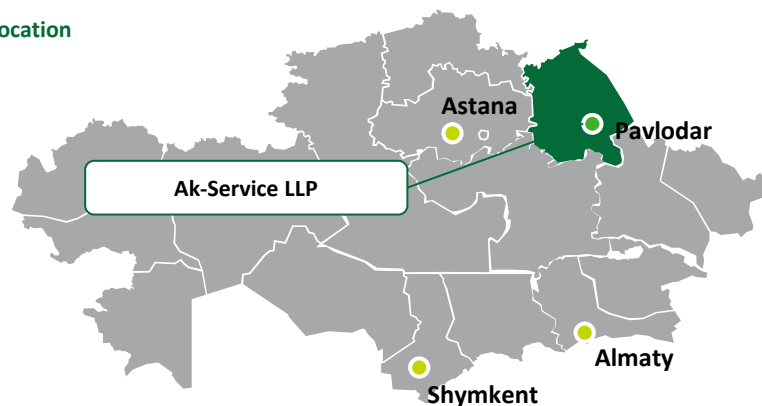 ocation
Astana
Pavlodar
Ak-Service LLP
Almaty
Shymkent